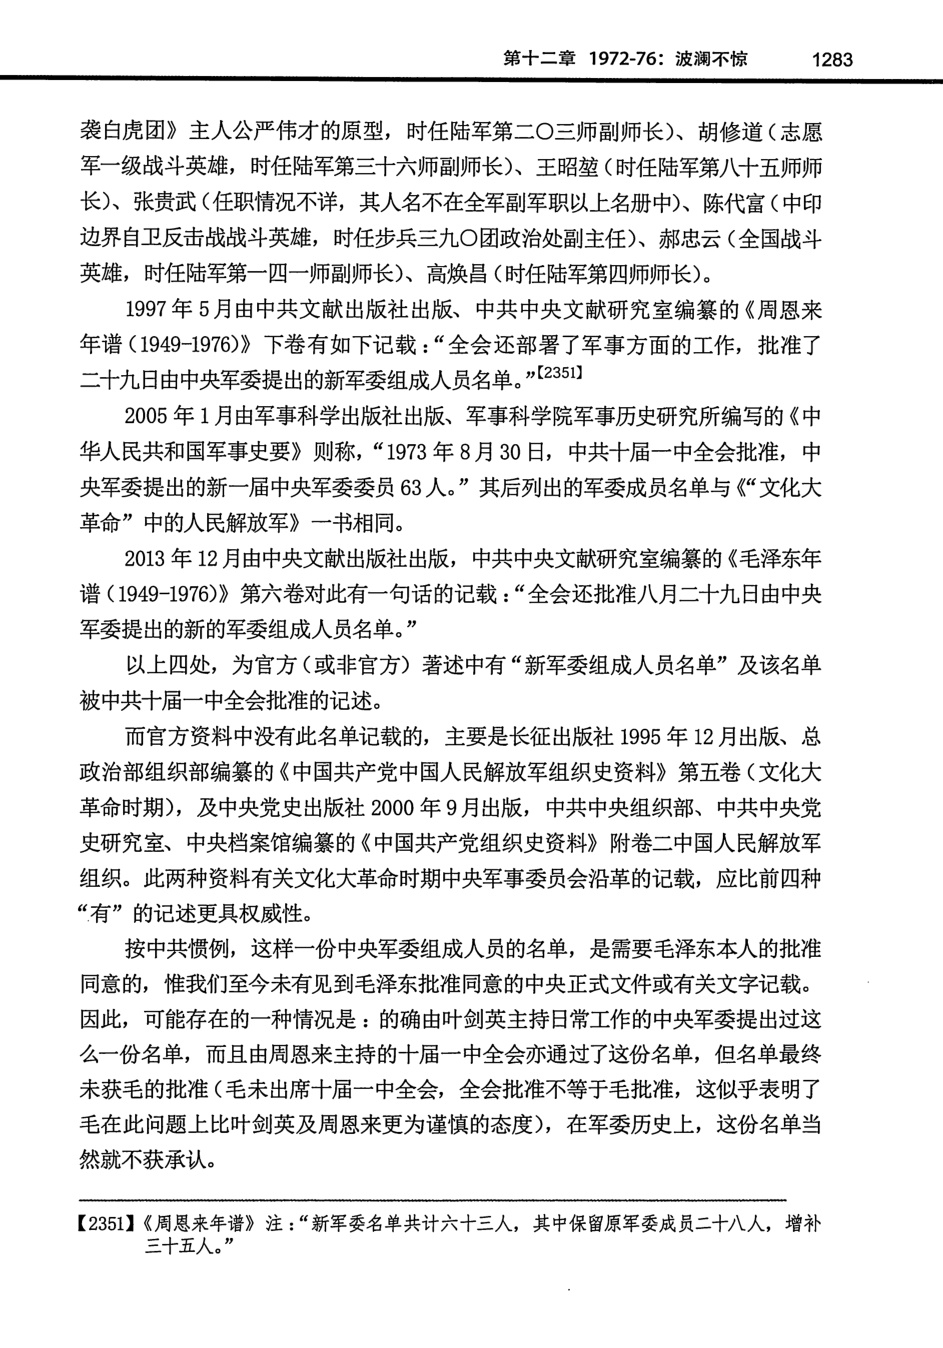 第十二章 1972-76：波澜不惊 1283
袭白虎团》主人公严伟才的原型，时任陆军第二〇三师副师长）、胡修道（志愿
军一级战斗英雄，时任陆军第三十六师副师长）、王昭堃（时任陆军第八十五师师
长）、张贵武（任职情况不详，其人名不在全军副军职以上名册中）、陈代富（中印
边界自卫反击战战斗英雄，时任步兵三九〇团政治处副主任）、郝忠云（全国战斗
英雄，时任陆军第一四一师副师长）、高焕昌（时任陆军第四师师长）。
1997 年 5 月由中共文献出版社出版、中共中央文献研究室编纂的《周恩来
年谱（1949-1976）》下卷有如下记载：“全会还部署了军事方面的工作，批准了
二十九日由中央军委提出的新军委组成人员名单。”【2351】
2005 年 1 月由军事科学出版社出版、军事科学院军事历史研究所编写的《中
华人民共和国军事史要》则称，“1973 年 8 月 30 日，中共十届一中全会批准，中
央军委提出的新一届中央军委委员 63 人。”其后列出的军委成员名单与《“文化大
革命”中的人民解放军》一书相同。
2013 年 12 月由中央文献出版社出版，中共中央文献研究室编纂的《毛泽东年
谱（1949-1976）》第六卷对此有一句话的记载：“全会还批准八月二十九日由中央
军委提出的新的军委组成人员名单。”
以上四处，为官方（或非官方）著述中有“新军委组成人员名单”及该名单
被中共十届一中全会批准的记述。
而官方资料中没有此名单记载的，主要是长征出版社 1995 年 12 月出版、总
政治部组织部编纂的《中国共产党中国人民解放军组织史资料》第五卷（文化大
革命时期），及中央党史出版社 2000 年 9 月出版，中共中央组织部、中共中央党
史研究室、中央档案馆编纂的《中国共产党组织史资料》附卷二中国人民解放军
组织。此两种资料有关文化大革命时期中央军事委员会沿革的记载，应比前四种
“有”的记述更具权威性。
按中共惯例，这样一份中央军委组成人员的名单，是需要毛泽东本人的批准
同意的，惟我们至今未有见到毛泽东批准同意的中央正式文件或有关文字记载。
因此，可能存在的一种情况是：的确由叶剑英主持日常工作的中央军委提出过这
么一份名单，而且由周恩来主持的十届一中全会亦通过了这份名单，但名单最终
未获毛的批准（毛未出席十届一中全会，全会批准不等于毛批准，这似乎表明了
毛在此问题上比叶剑英及周恩来更为谨慎的态度），在军委历史上，这份名单当
然就不获承认。
【2351】《周恩来年谱》注：“新军委名单共计六十三人，其中保留原军委成员二十八人，增补
三十五人。”